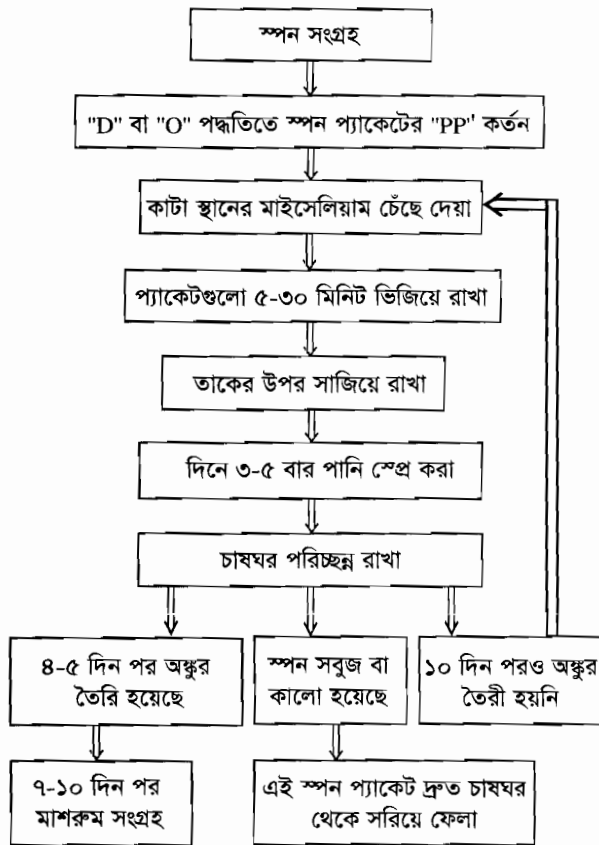 স্পন সংগ্রহ
"D" বা "O" পদ্ধতিতে স্পন প্যাকেটের "PP" কর্তন
কাটা স্থানের মাইসেলিয়াম চেঁছে দেয়া
প্যাকেটগুলো ৫-৩০ মিনিট ভিজিয়ে রাখা
তাকের উপর সাজিয়ে রাখা
দিনে ৩-৫ বার পানি স্প্রে করা
চাষঘর পরিচ্ছন্ন রাখা
৪-৫ দিন পর অঙ্কুর
তৈরি হয়েছে
স্পন সবুজ বা
কালো হয়েছে
১০ দিন পরও অঙ্কুর
তৈরী হয়নি
৭-১০ দিন পর
মাশরুম সংগ্রহ
এই স্পন প্যাকেট দ্রুত চাষঘর
থেকে সরিয়ে ফেলা